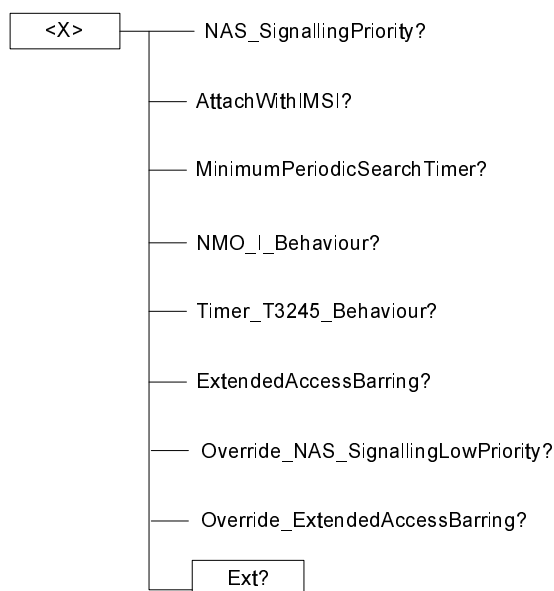 <X>
NAS_SignallingPriority?
AttachWithIMSI?
MinimumPeriodicSearchTimer?
NMO_I_Behaviour?
Timer_T3245_Behaviour?
ExtendedAccessBarring?
Override_NAS_SignallingLowPriority?
Override_ExtendedAccessBarring?
Ext?